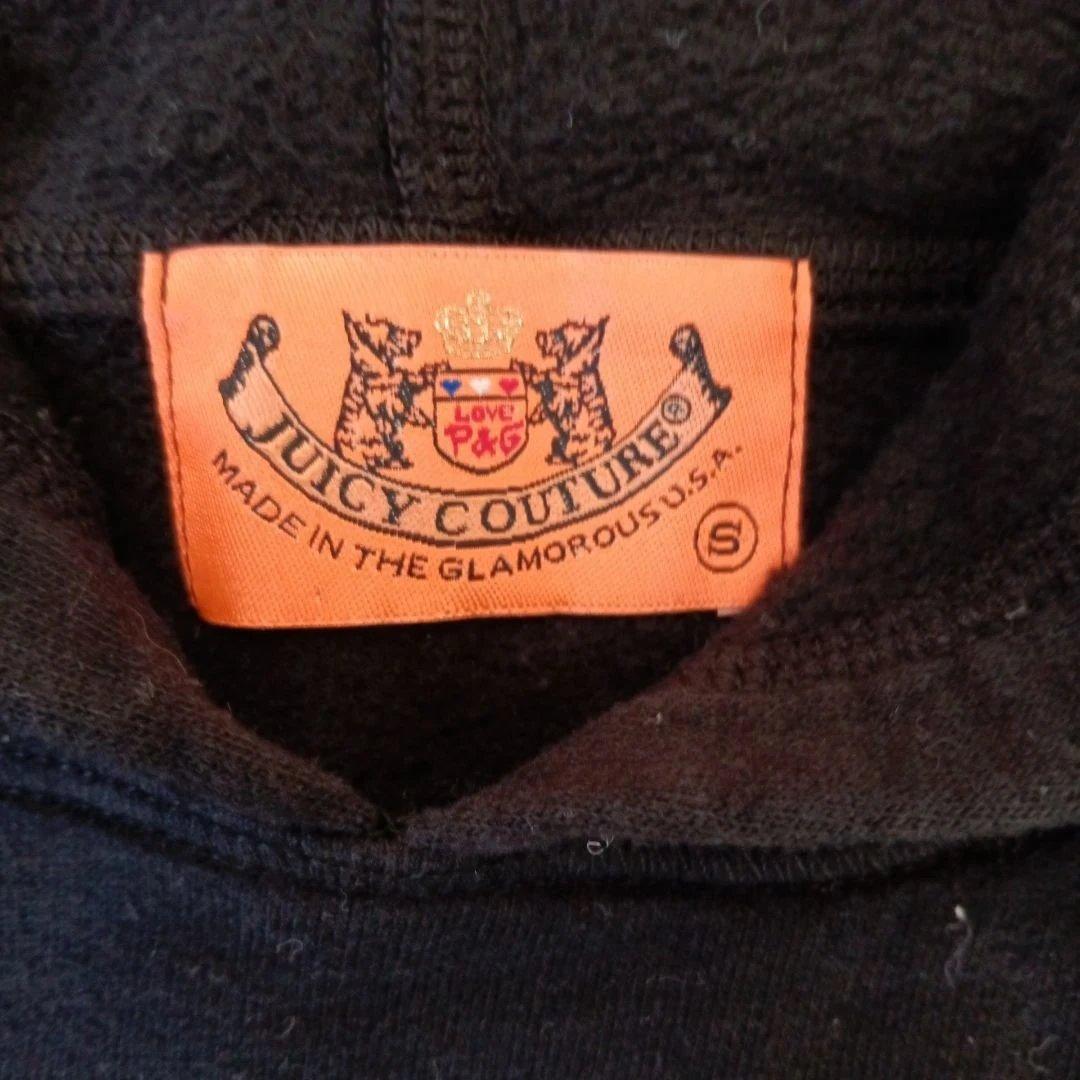 LOVE
P&G
JUICY COUTURE®
MADE IN THE GLAMOROUS U.S.A.
S